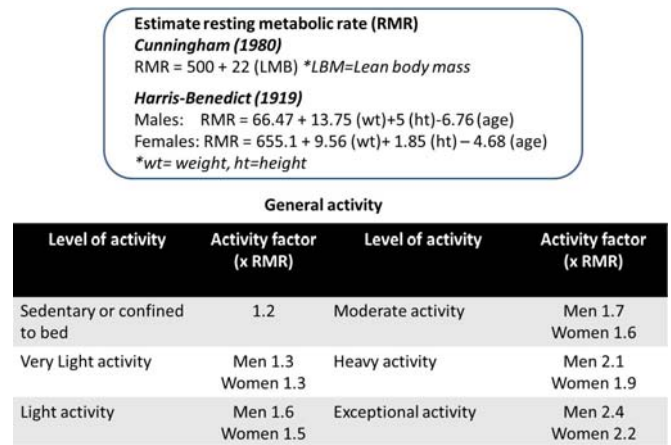 Estimate resting metabolic rate (RMR)
Cunningham (1980)
RMR = 500 + 22 (LMB) *LBM=Lean body mass
Harris-Benedict (1919)
Males: RMR = 66.47 + 13.75 (wt)+5 (ht)-6.76 (age)
Females: RMR = 655.1 + 9.56 (wt)+ 1.85 (ht) – 4.68 (age)
*wt= weight, ht=height
General activity
Level of activity Activity factor (x RMR) Level of activity Activity factor (x RMR)
Sedentary or confined to bed 1.2 Moderate activity Men 1.7 Women 1.6
Very Light activity Men 1.3 Women 1.3 Heavy activity Men 2.1 Women 1.9
Light activity Men 1.6 Women 1.5 Exceptional activity Men 2.4 Women 2.2